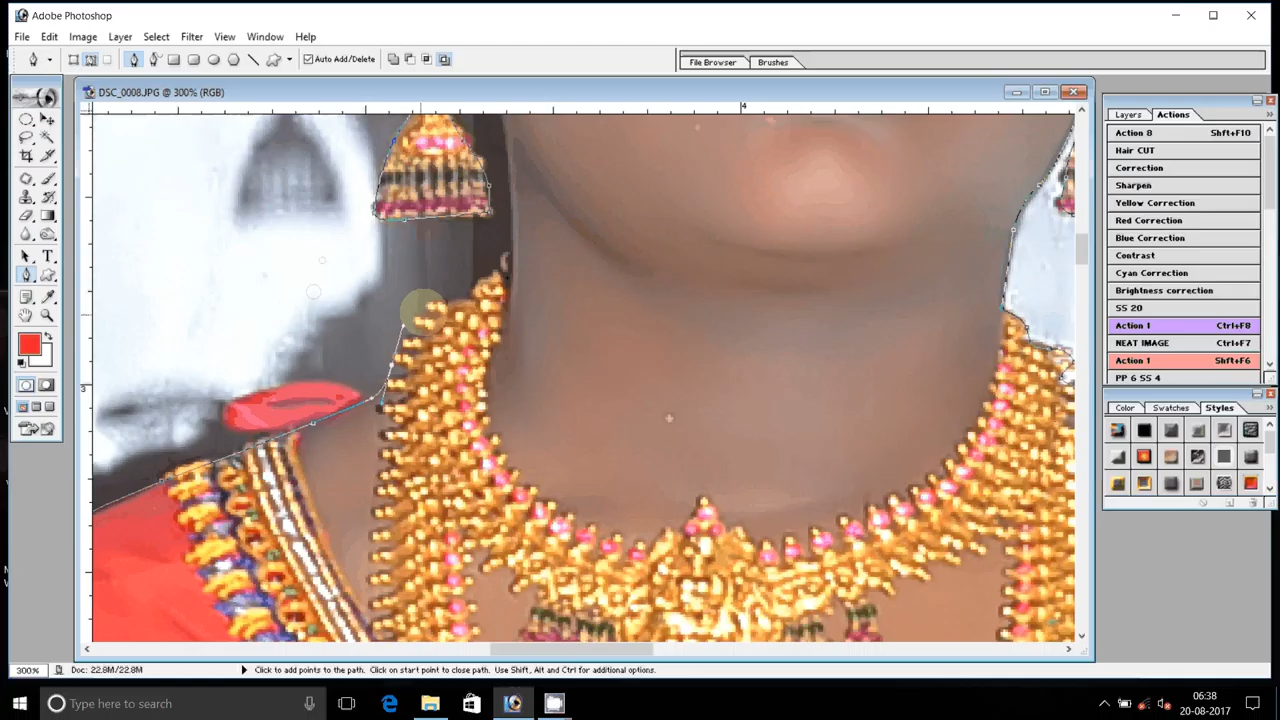 Adobe Photoshop
File Edit Image Layer Select Filter View Window Help
Auto Add/Delete
File Browser Brushes
DSC_0008.JPG @ 300% (RGB)
4
3
Layers Actions
Action 8 Shft+F10
Hair CUT
Correction
Sharpen
Yellow Correction
Red Correction
Blue Correction
Contrast
Cyan Correction
Brightness correction
SS 20
Action 1 Ctrl+F8
NEAT IMAGE Ctrl+F7
Action 1 Shft+F6
PP 6 SS 4
Color Swatches Styles
300% Doc: 22.8M/22.8M Click to add points to the path. Click on start point to close path. Use Shift, Alt and Ctrl for additional options.
Type here to search
06:38
20-08-2017